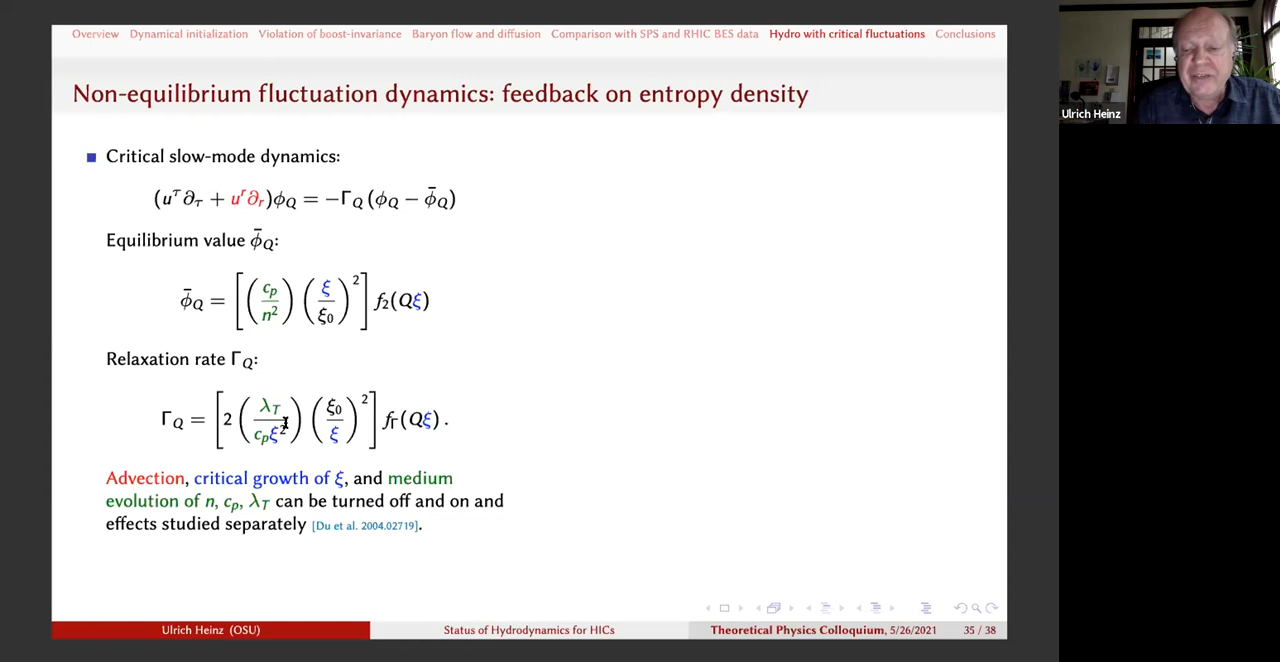 Overview Dynamical initialization Violation of boost-invariance Baryon flow and diffusion Comparison with SPS and RHIC BES data Hydro with critical fluctuations Conclusions
Non-equilibrium fluctuation dynamics: feedback on entropy density
Critical slow-mode dynamics:
(u^τ ∂_τ + u^r ∂_r)ϕ_Q = −Γ_Q (ϕ_Q − ϕ̄_Q)
Equilibrium value ϕ̄_Q:
ϕ̄_Q = [(c_p/n²)(ξ/ξ₀)²] f₂(Qξ)
Relaxation rate Γ_Q:
Γ_Q = [2(λ_T/c_pξ²)(ξ₀/ξ)²] f_Γ(Qξ).
Advection, critical growth of ξ, and medium
evolution of n, c_p, λ_T can be turned off and on and
effects studied separately [Du et al. 2004.02719].
Ulrich Heinz (OSU) Status of Hydrodynamics for HICs Theoretical Physics Colloquium, 5/26/2021 35 / 38
Ulrich Heinz